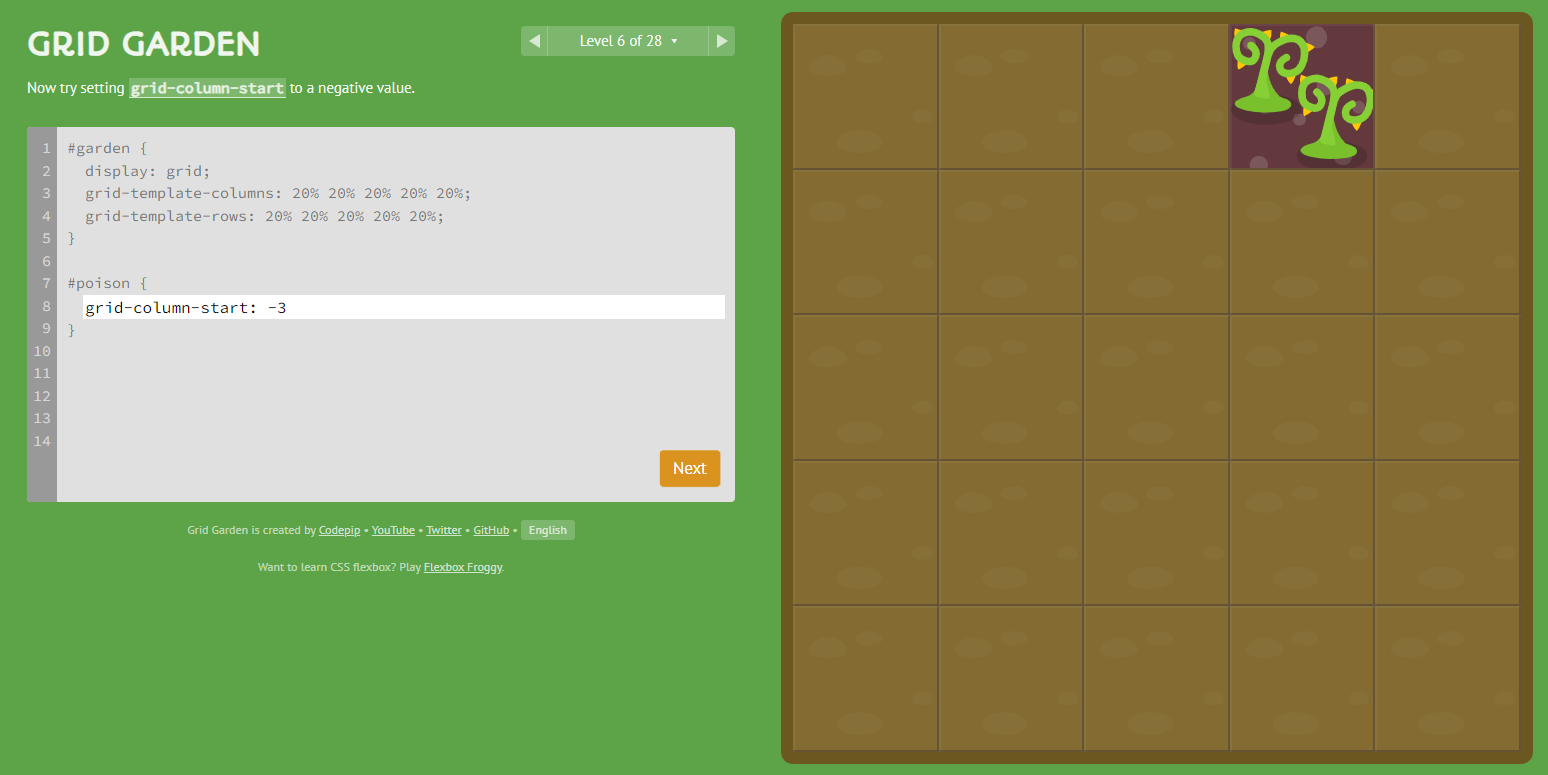 GRID GARDEN
Level 6 of 28
Now try setting grid-column-start to a negative value.
1 #garden {
2 display: grid;
3 grid-template-columns: 20% 20% 20% 20% 20%;
4 grid-template-rows: 20% 20% 20% 20% 20%;
5 }
6
7 #poison {
8 grid-column-start: -3
9 }
10
11
12
13
14
Next
Grid Garden is created by Codepip • YouTube • Twitter • GitHub • English
Want to learn CSS flexbox? Play Flexbox Froggy.